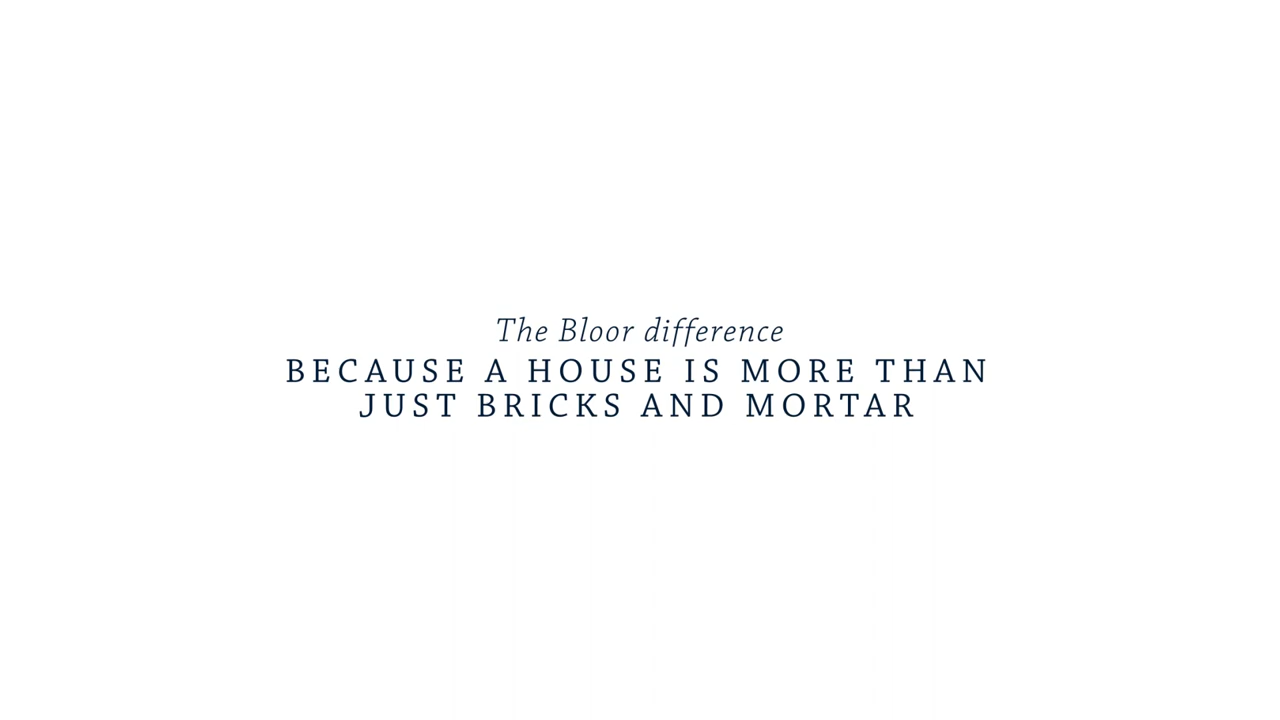 The Bloor difference
BECAUSE A HOUSE IS MORE THAN
JUST BRICKS AND MORTAR